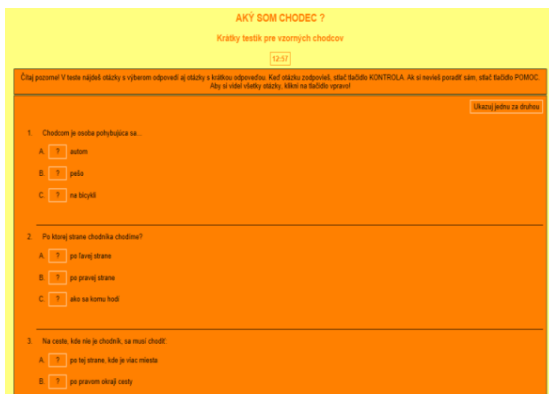 AKÝ SOM CHODEC ?
Krátky testík pre vzorných chodcov
12:57
Čítaj pozorne! V teste nájdeš otázky s výberom odpovedí aj otázky s krátkou odpoveďou. Keď otázku zodpovieš, stlač tlačidlo KONTROLA. Ak si nevieš poradiť sám, stlač tlačidlo POMOC.
Aby si videl všetky otázky, klikni na tlačidlo vpravo!
Ukazuj jednu za druhou
1. Chodcom je osoba pohybujúca sa...
A. ? autom
B. ? pešo
C. ? na bicykli
2. Po ktorej strane chodníka chodíme?
A. ? po ľavej strane
B. ? po pravej strane
C. ? ako sa komu hodí
3. Na ceste, kde nie je chodník, sa musí chodiť:
A. ? po tej strane, kde je viac miesta
B. ? po pravom okraji cesty